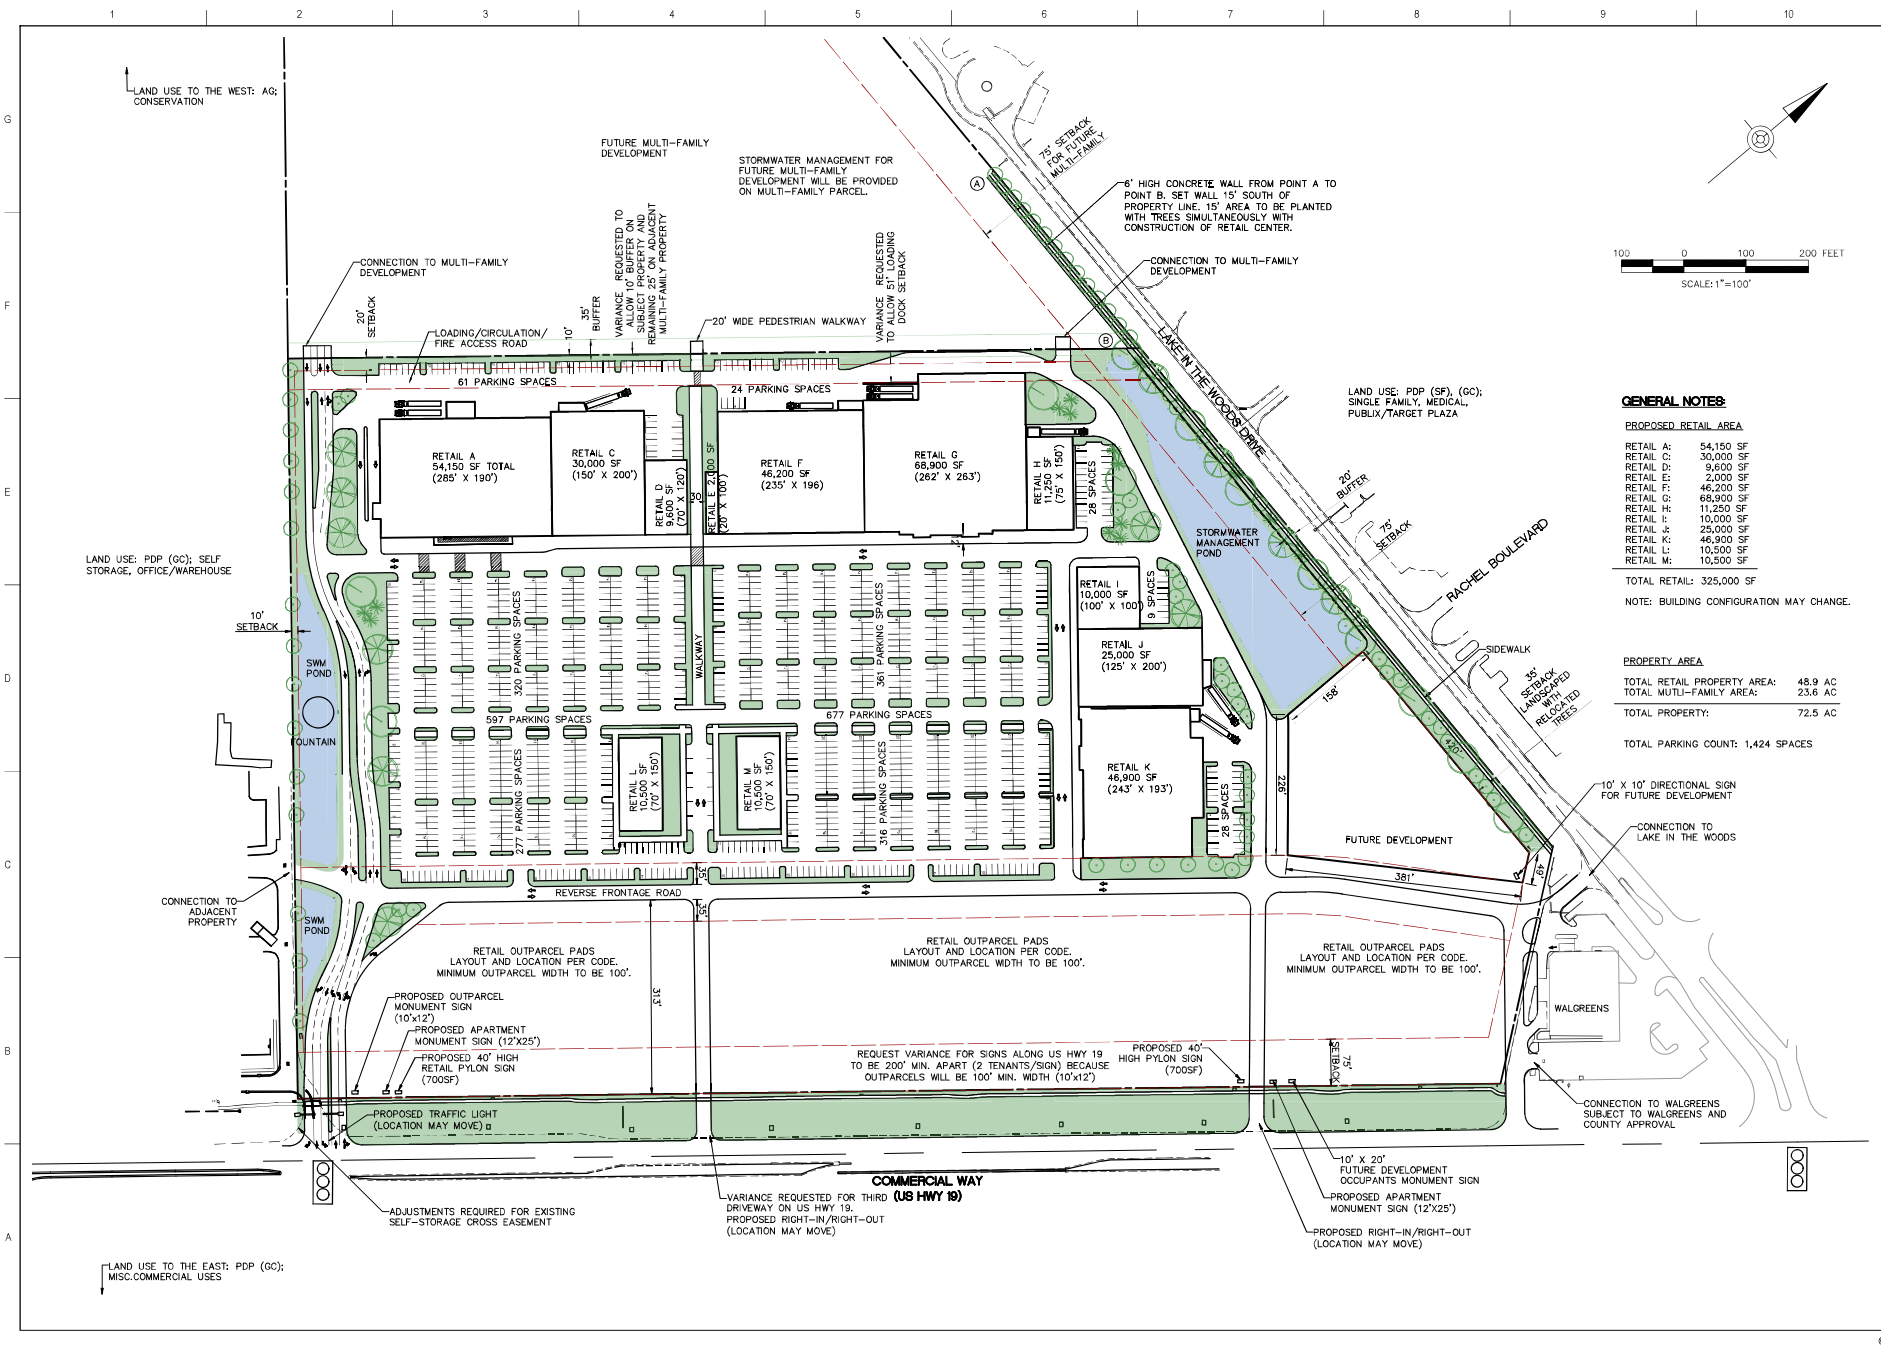 1 2 3 4 5 6 7 8 9 10
G
F
E
D
C
B
A
LAND USE TO THE WEST: AG;
CONSERVATION
FUTURE MULTI-FAMILY
DEVELOPMENT
STORMWATER MANAGEMENT FOR
FUTURE MULTI-FAMILY
DEVELOPMENT WILL BE PROVIDED
ON MULTI-FAMILY PARCEL.
75' SETBACK
FOR FUTURE
MULTI-FAMILY
A
6' HIGH CONCRETE WALL FROM POINT A TO
POINT B. SET WALL 15' SOUTH OF
PROPERTY LINE. 15' AREA TO BE PLANTED
WITH TREES SIMULTANEOUSLY WITH
CONSTRUCTION OF RETAIL CENTER.
CONNECTION TO MULTI-FAMILY
DEVELOPMENT
CONNECTION TO MULTI-FAMILY
DEVELOPMENT
100 0 100 200 FEET
SCALE: 1"=100'
20'
SETBACK
LOADING/CIRCULATION/
FIRE ACCESS ROAD
10'
35'
BUFFER
VARIANCE REQUESTED TO
ALLOW 10' BUFFER ON
SUBJECT PROPERTY AND
REMAINING 25' ON ADJACENT
MULTI-FAMILY PROPERTY
20' WIDE PEDESTRIAN WALKWAY
VARIANCE REQUESTED
TO ALLOW 51' LOADING
DOCK SETBACK
B
LAKE IN THE WOODS DRIVE
61 PARKING SPACES
24 PARKING SPACES
LAND USE: PDP (SF), (GC);
SINGLE FAMILY, MEDICAL,
PUBLIX/TARGET PLAZA
GENERAL NOTES:
PROPOSED RETAIL AREA
RETAIL A: 54,150 SF
RETAIL C: 30,000 SF
RETAIL D: 9,600 SF
RETAIL E: 2,000 SF
RETAIL F: 46,200 SF
RETAIL G: 68,900 SF
RETAIL H: 11,250 SF
RETAIL I: 10,000 SF
RETAIL J: 25,000 SF
RETAIL K: 46,900 SF
RETAIL L: 10,500 SF
RETAIL M: 10,500 SF
TOTAL RETAIL: 325,000 SF
NOTE: BUILDING CONFIGURATION MAY CHANGE.
PROPERTY AREA
TOTAL RETAIL PROPERTY AREA: 48.9 AC
TOTAL MUTLI-FAMILY AREA: 23.6 AC
TOTAL PROPERTY: 72.5 AC
TOTAL PARKING COUNT: 1,424 SPACES
RETAIL A
54,150 SF TOTAL
(285' X 190')
RETAIL C
30,000 SF
(150' X 200')
RETAIL D
9,600 SF
(70' X 120')
30'
RETAIL E 2,000 SF
(20' X 100')
RETAIL F
46,200 SF
(235' X 196)
RETAIL G
68,900 SF
(262' X 263')
RETAIL H
11,250 SF
(75' X 150')
28 SPACES
20'
BUFFER
75'
SETBACK
STORMWATER
MANAGEMENT
POND
RACHEL BOULEVARD
LAND USE: PDP (GC); SELF
STORAGE, OFFICE/WAREHOUSE
10'
SETBACK
SWM
POND
FOUNTAIN
320 PARKING SPACES
WALKWAY
361 PARKING SPACES
RETAIL I
10,000 SF
(100' X 100')
9 SPACES
RETAIL J
25,000 SF
(125' X 200')
SIDEWALK
35'
SETBACK
LANDSCAPED
WITH
RELOCATED
TREES
158'
420'
597 PARKING SPACES
677 PARKING SPACES
277 PARKING SPACES
RETAIL L
10,500 SF
(70' X 150')
RETAIL M
10,500 SF
(70' X 150')
316 PARKING SPACES
RETAIL K
46,900 SF
(243' X 193')
28 SPACES
226'
10' X 10' DIRECTIONAL SIGN
FOR FUTURE DEVELOPMENT
CONNECTION TO
LAKE IN THE WOODS
FUTURE DEVELOPMENT
381'
49'
35'
REVERSE FRONTAGE ROAD
35'
CONNECTION TO
ADJACENT
PROPERTY
SWM
POND
RETAIL OUTPARCEL PADS
LAYOUT AND LOCATION PER CODE.
MINIMUM OUTPARCEL WIDTH TO BE 100'.
RETAIL OUTPARCEL PADS
LAYOUT AND LOCATION PER CODE.
MINIMUM OUTPARCEL WIDTH TO BE 100'.
RETAIL OUTPARCEL PADS
LAYOUT AND LOCATION PER CODE.
MINIMUM OUTPARCEL WIDTH TO BE 100'.
313'
PROPOSED OUTPARCEL
MONUMENT SIGN
(10'x12')
PROPOSED APARTMENT
MONUMENT SIGN (12'X25')
PROPOSED 40' HIGH
RETAIL PYLON SIGN
(700SF)
REQUEST VARIANCE FOR SIGNS ALONG US HWY 19
TO BE 200' MIN. APART (2 TENANTS/SIGN) BECAUSE
OUTPARCELS WILL BE 100' MIN. WIDTH (10'x12')
PROPOSED 40'
HIGH PYLON SIGN
(700SF)
75'
SETBACK
WALGREENS
CONNECTION TO WALGREENS
SUBJECT TO WALGREENS AND
COUNTY APPROVAL
PROPOSED TRAFFIC LIGHT
(LOCATION MAY MOVE)
COMMERCIAL WAY
(US HWY 19)
10' X 20'
FUTURE DEVELOPMENT
OCCUPANTS MONUMENT SIGN
PROPOSED APARTMENT
MONUMENT SIGN (12'X25')
PROPOSED RIGHT-IN/RIGHT-OUT
(LOCATION MAY MOVE)
ADJUSTMENTS REQUIRED FOR EXISTING
SELF-STORAGE CROSS EASEMENT
VARIANCE REQUESTED FOR THIRD
DRIVEWAY ON US HWY 19.
PROPOSED RIGHT-IN/RIGHT-OUT
(LOCATION MAY MOVE)
LAND USE TO THE EAST: PDP (GC);
MISC.COMMERCIAL USES